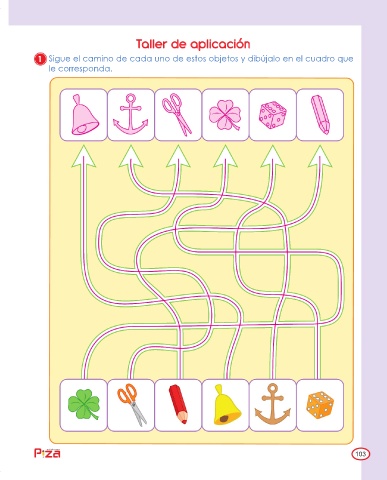 Taller de aplicación
1 Sigue el camino de cada uno de estos objetos y dibújalo en el cuadro que
le corresponda.
P!za
103